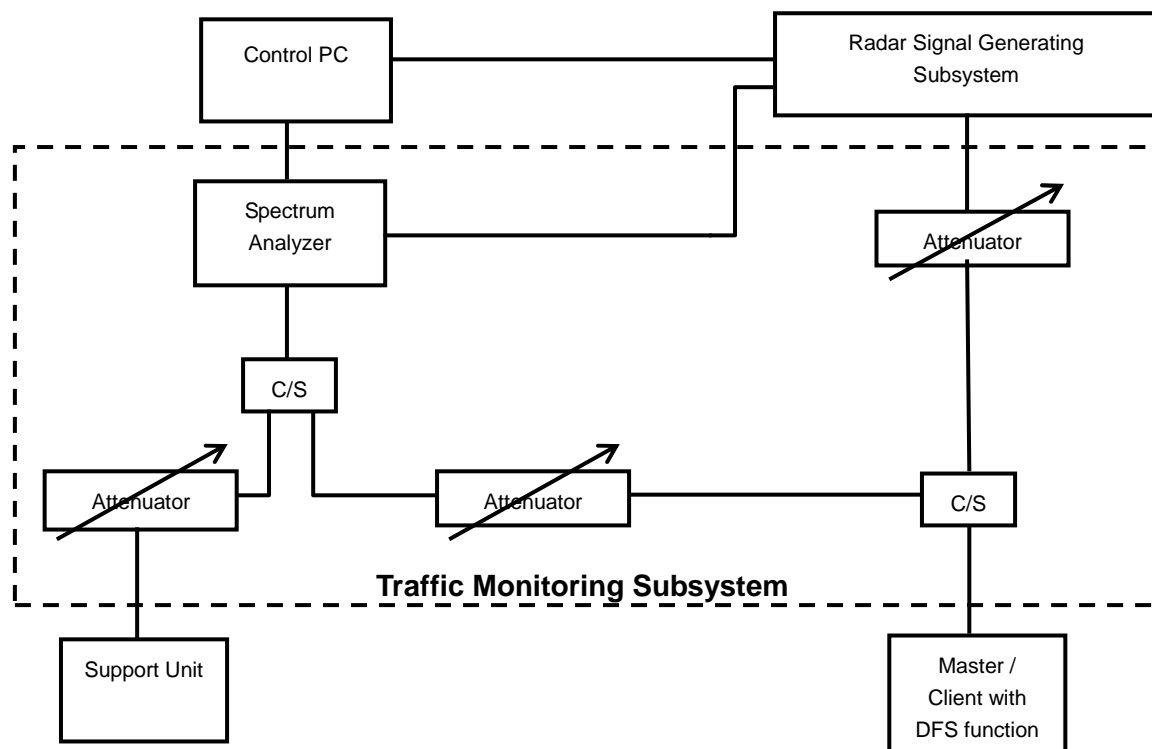 Control PC
Radar Signal Generating
Subsystem
Spectrum
Analyzer
Attenuator
C/S
Attenuator
Attenuator
C/S
Traffic Monitoring Subsystem
Support Unit
Master /
Client with
DFS function